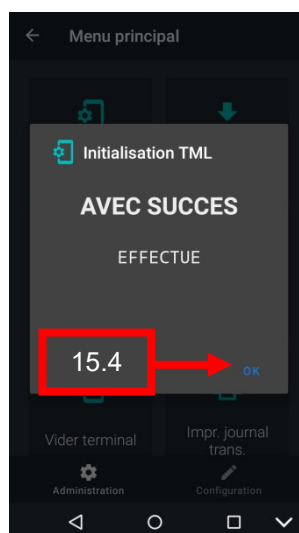 Menu principal
Initialisation TML
AVEC SUCCES
EFFECTUE
15.4
OK
Vider terminal
Impr. journal
trans.
Administration
Configuration